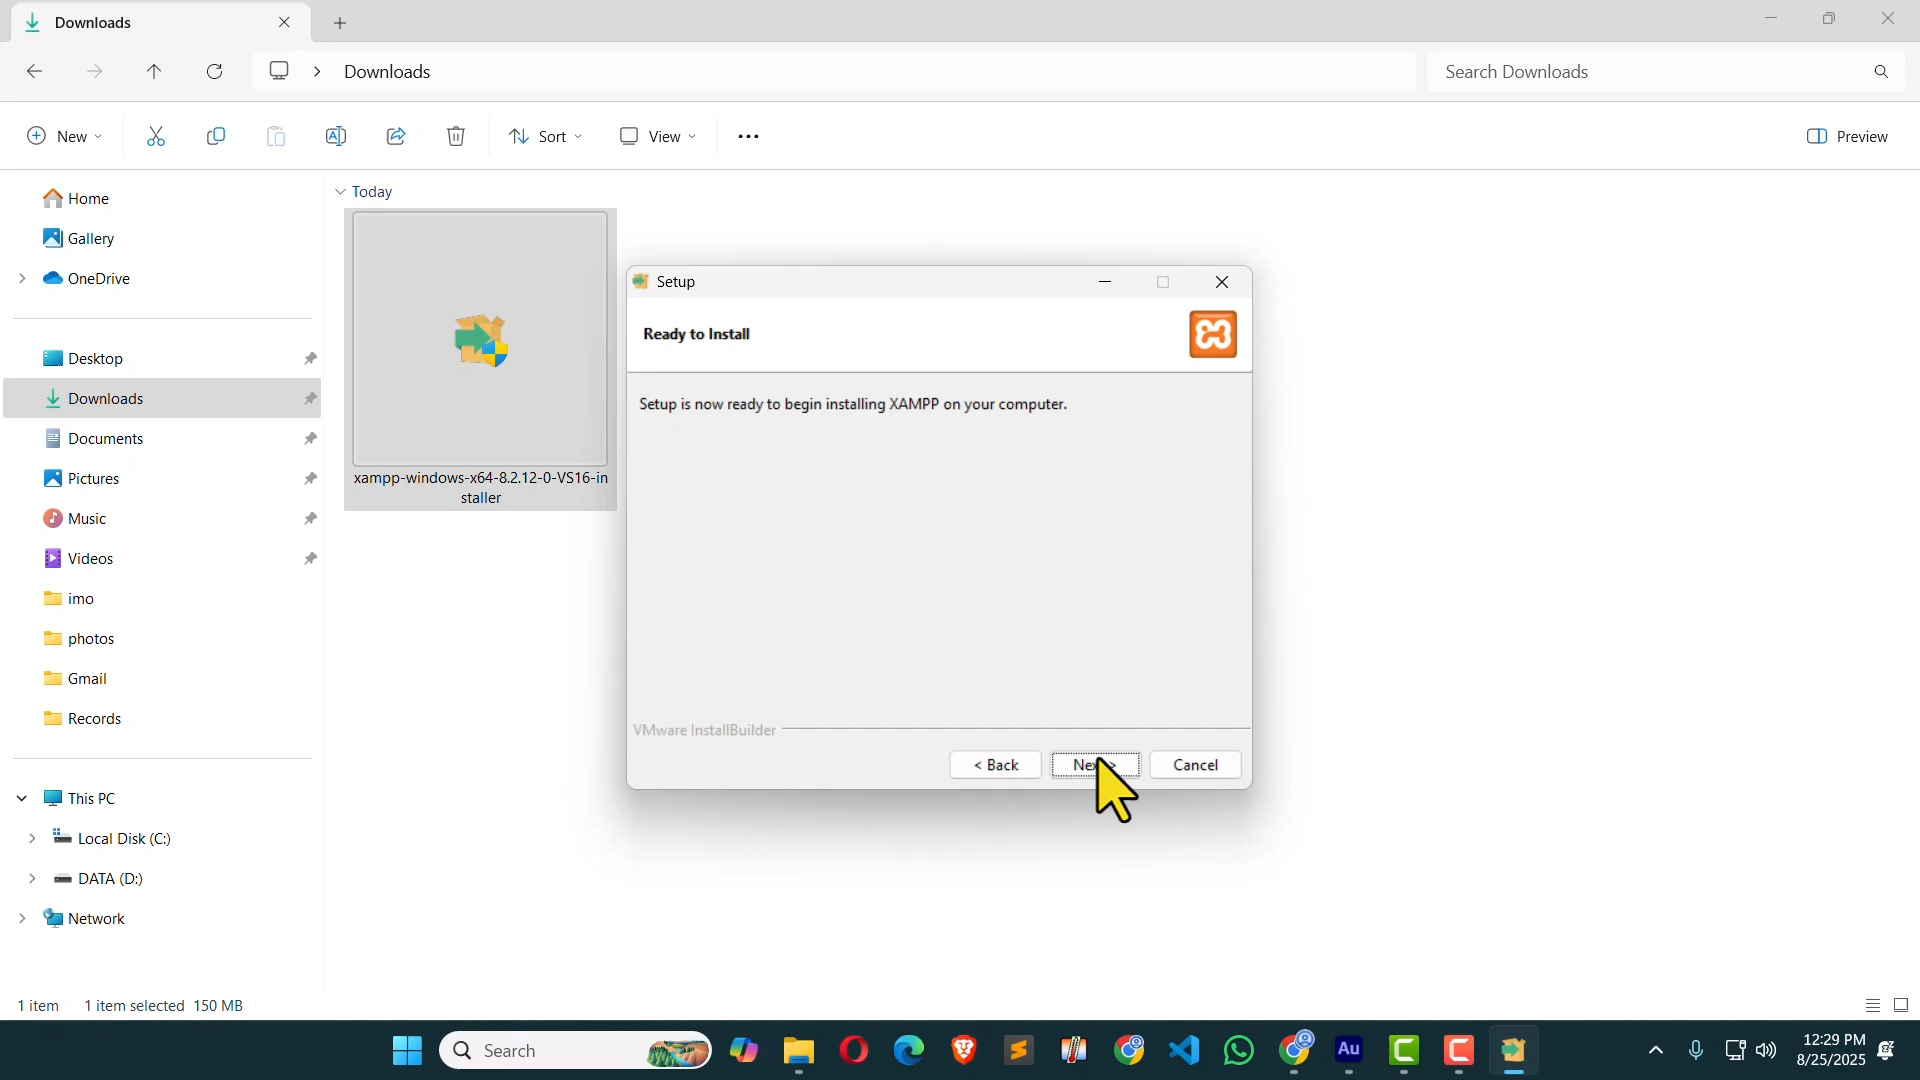 Downloads
Downloads
Search Downloads
New
Sort
View
Preview
Home
Gallery
OneDrive
Desktop
Downloads
Documents
Pictures
Music
Videos
imo
photos
Gmail
Records
This PC
Local Disk (C:)
DATA (D:)
Network
Today
xampp-windows-x64-8.2.12-0-VS16-in
staller
Setup
Ready to Install
Setup is now ready to begin installing XAMPP on your computer.
VMware InstallBuilder
< Back
Cancel
1 item 1 item selected 150 MB
Search
Au
12:29 PM
8/25/2025